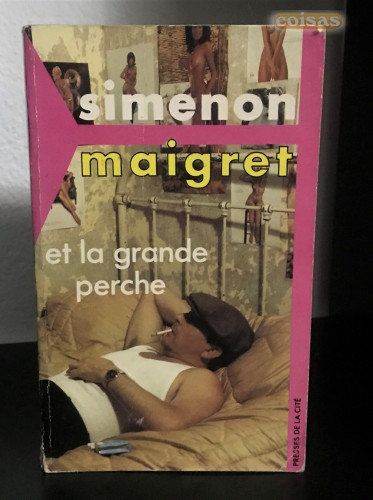 coisas
simenon
maigret
et la grande
perche
PRESSES DE LA CITÉ